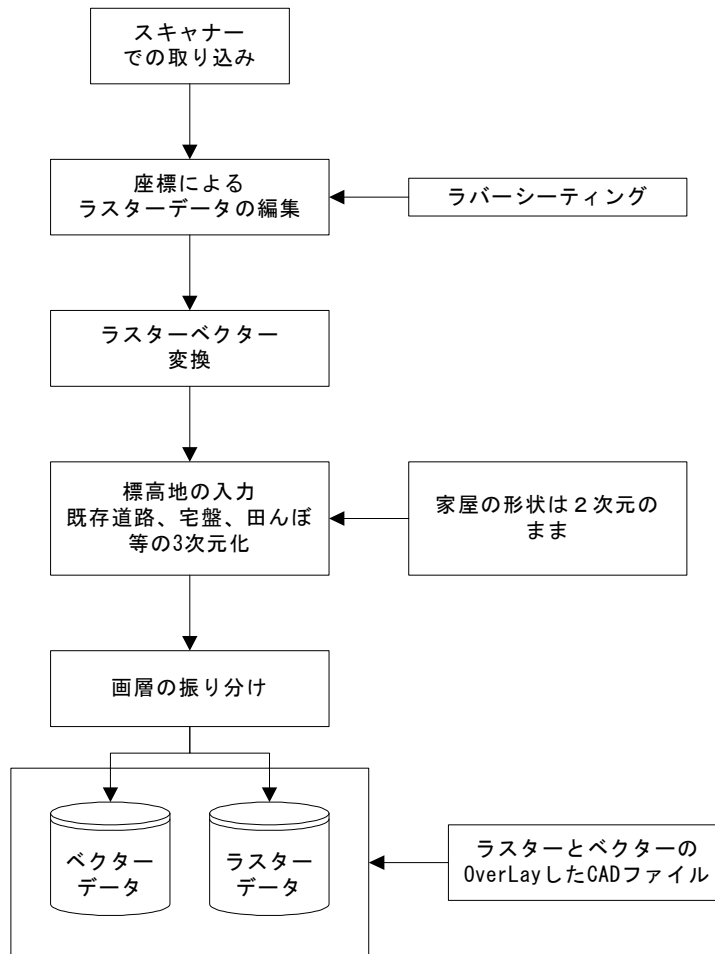 スキャナー
での取り込み
座標による
ラスターデータの編集
ラバーシーティング
ラスターベクター
変換
標高地の入力
既存道路、宅盤、田んぼ
等の3次元化
家屋の形状は２次元の
まま
画層の振り分け
ベクター
データ
ラスター
データ
ラスターとベクターの
OverLayしたCADファイル